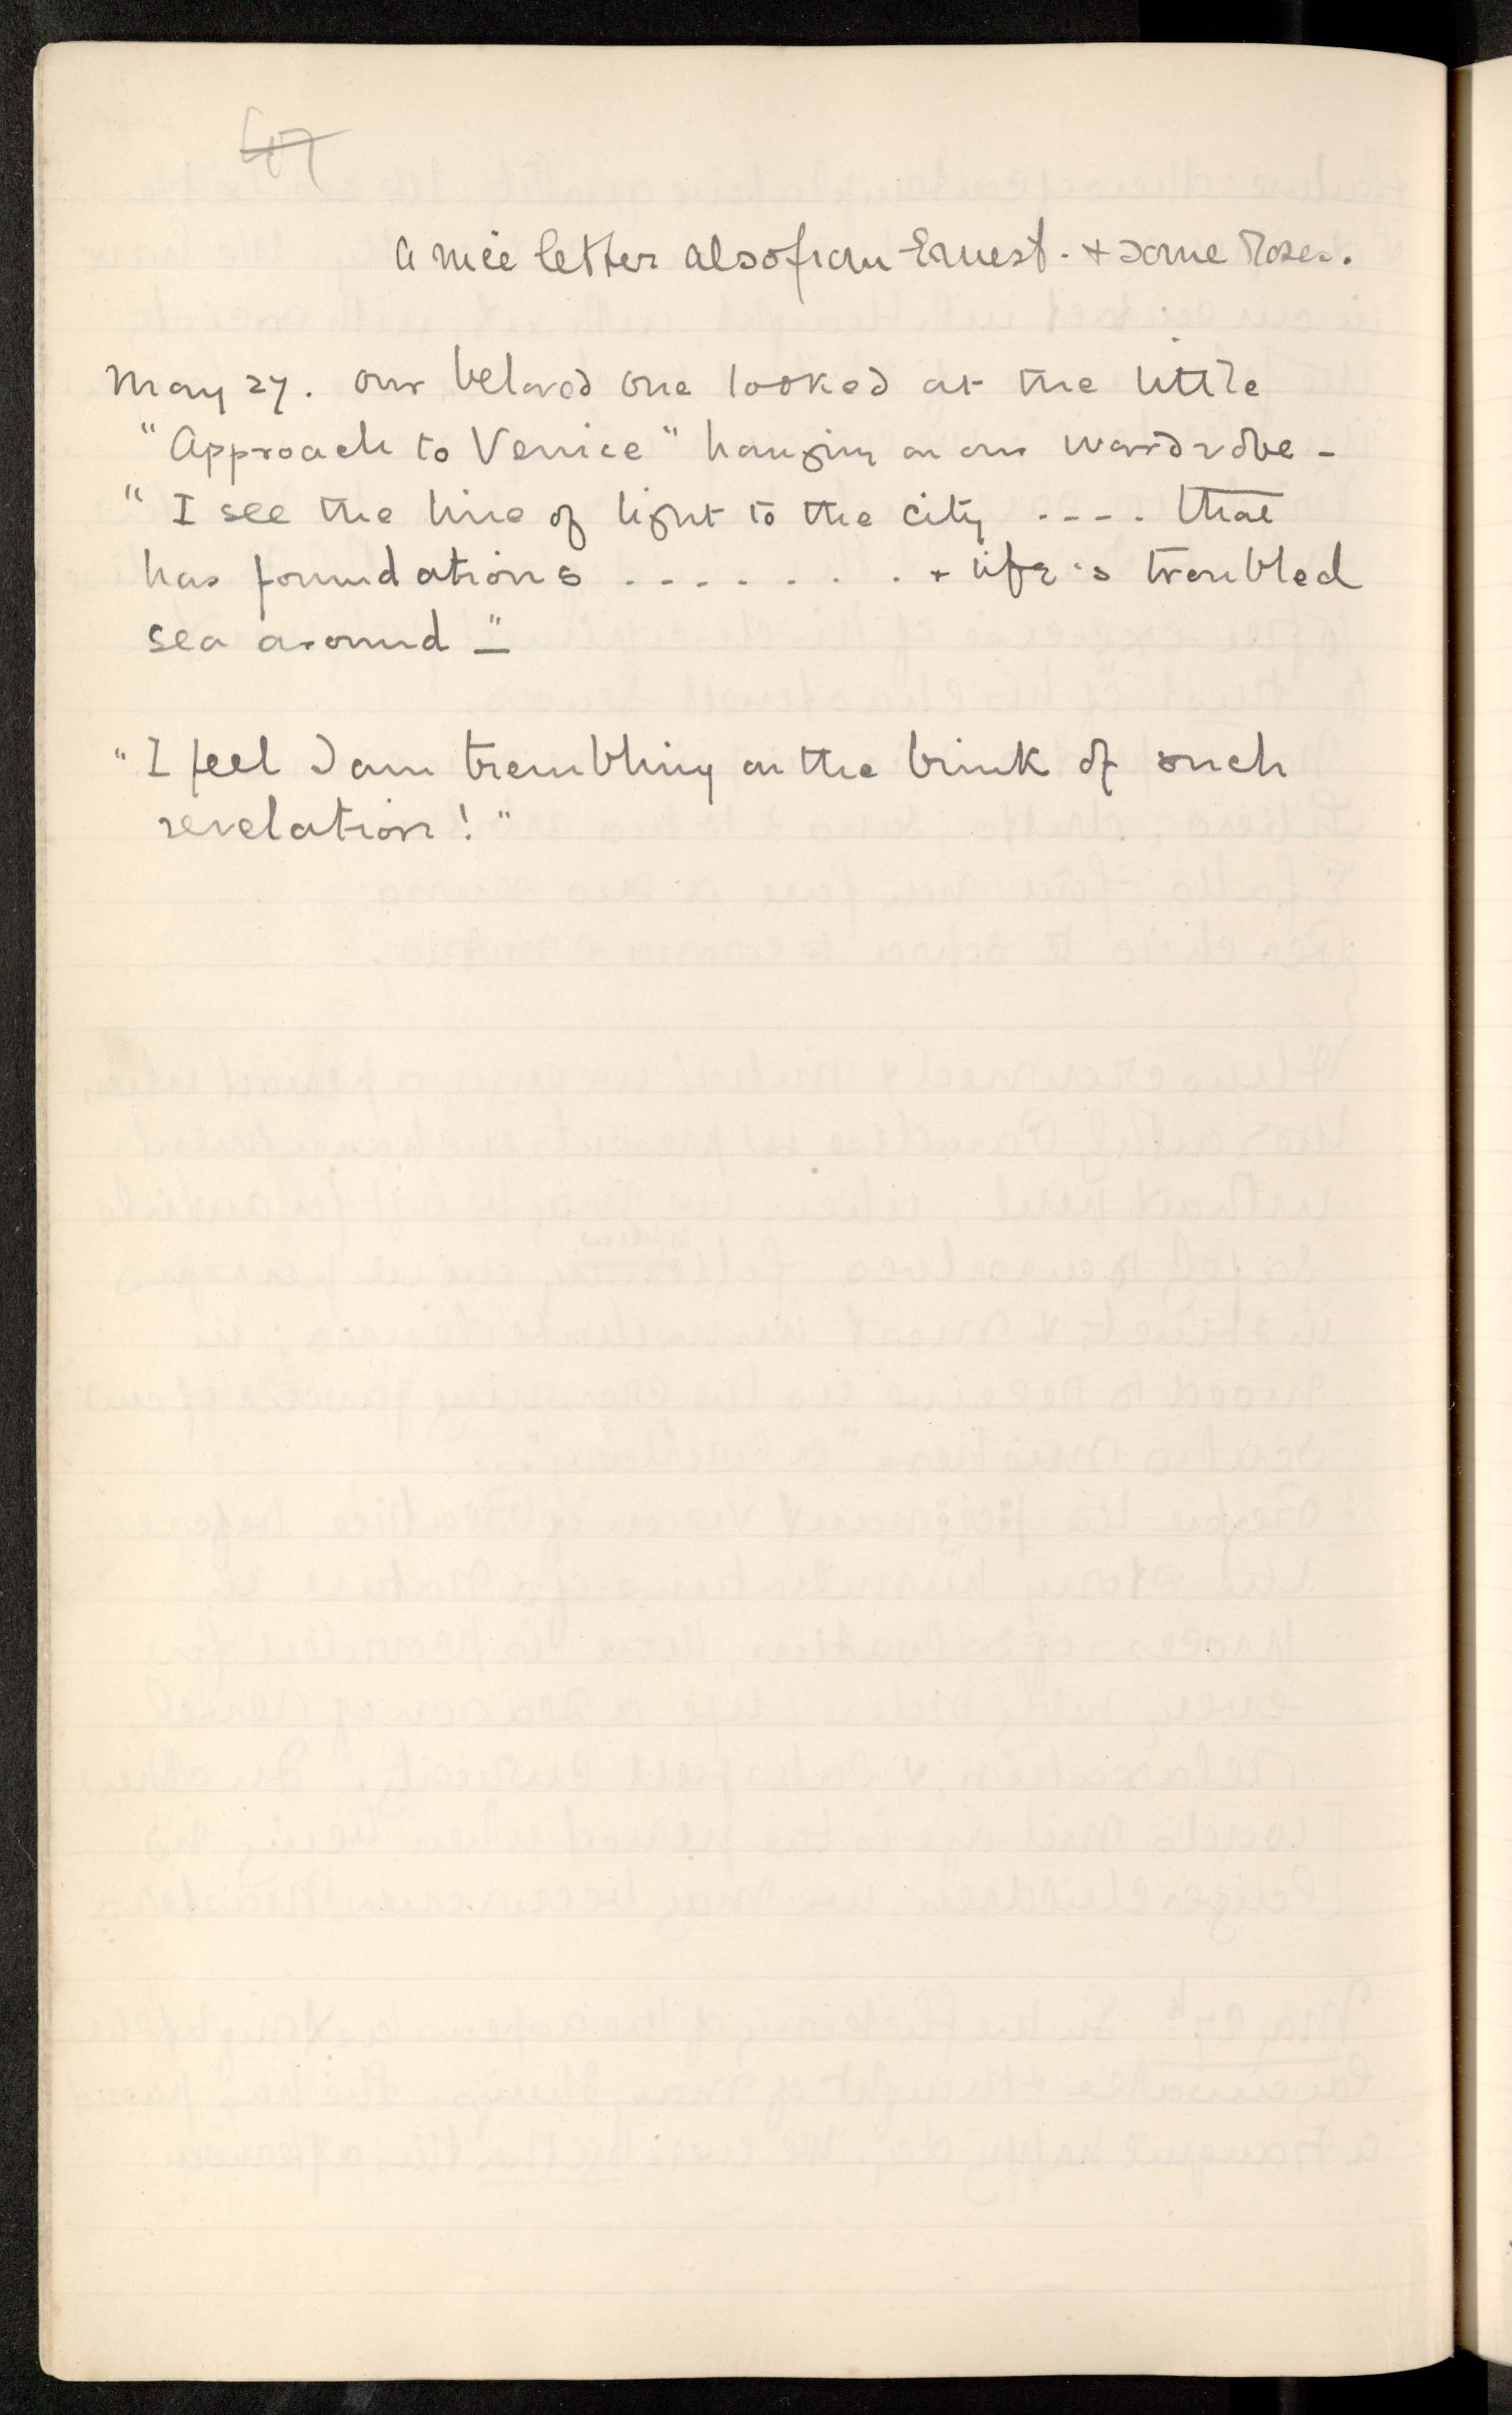 47
A nice letter also from Ernest. + some Roses.
May 27. Our beloved one looked at the little
"Approach to Venice" hanging on our wardrobe -
"I see the line of light to the city .... that
has foundations ........ + life's troubled
sea around -"
"I feel I am trembling on the brink of such
revelation!"